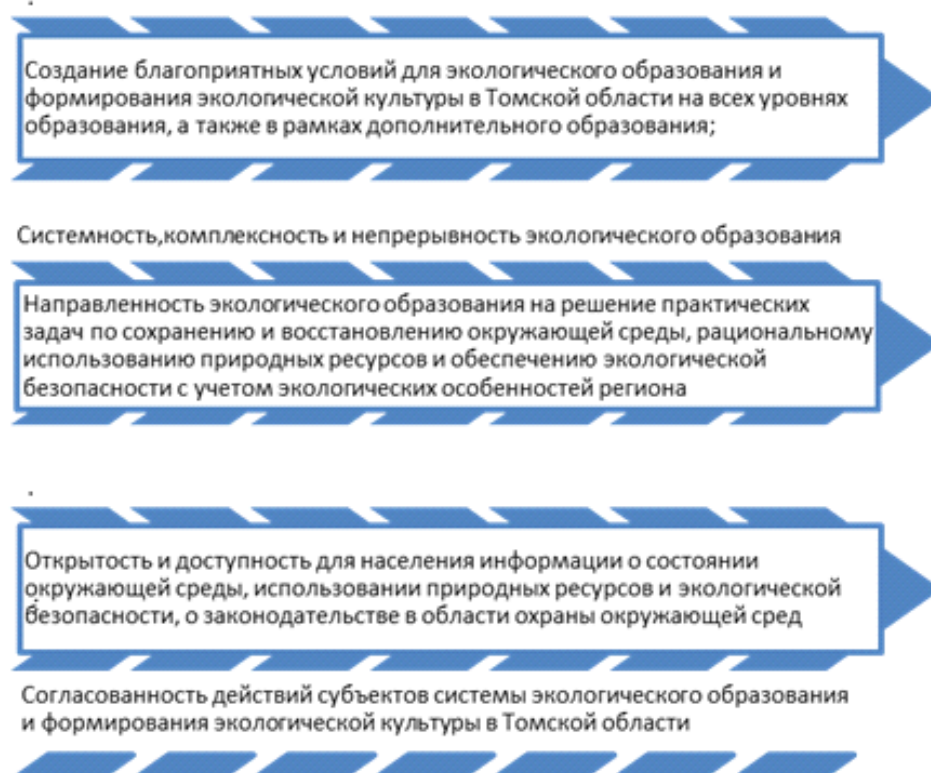 .
Создание благоприятных условий для экологического образования и
формирования экологической культуры в Томской области на всех уровнях
образования, а также в рамках дополнительного образования;
Системность,комплексность и непрерывность экологического образования
Направленность экологического образования на решение практических
задач по сохранению и восстановлению окружающей среды, рациональному
использованию природных ресурсов и обеспечению экологической
безопасности с учетом экологических особенностей региона
.
Открытость и доступность для населения информации о состоянии
окружающей среды, использовании природных ресурсов и экологической
безопасности, о законодательстве в области охраны окружающей сред
Согласованность действий субъектов системы экологического образования
и формирования экологической культуры в Томской области